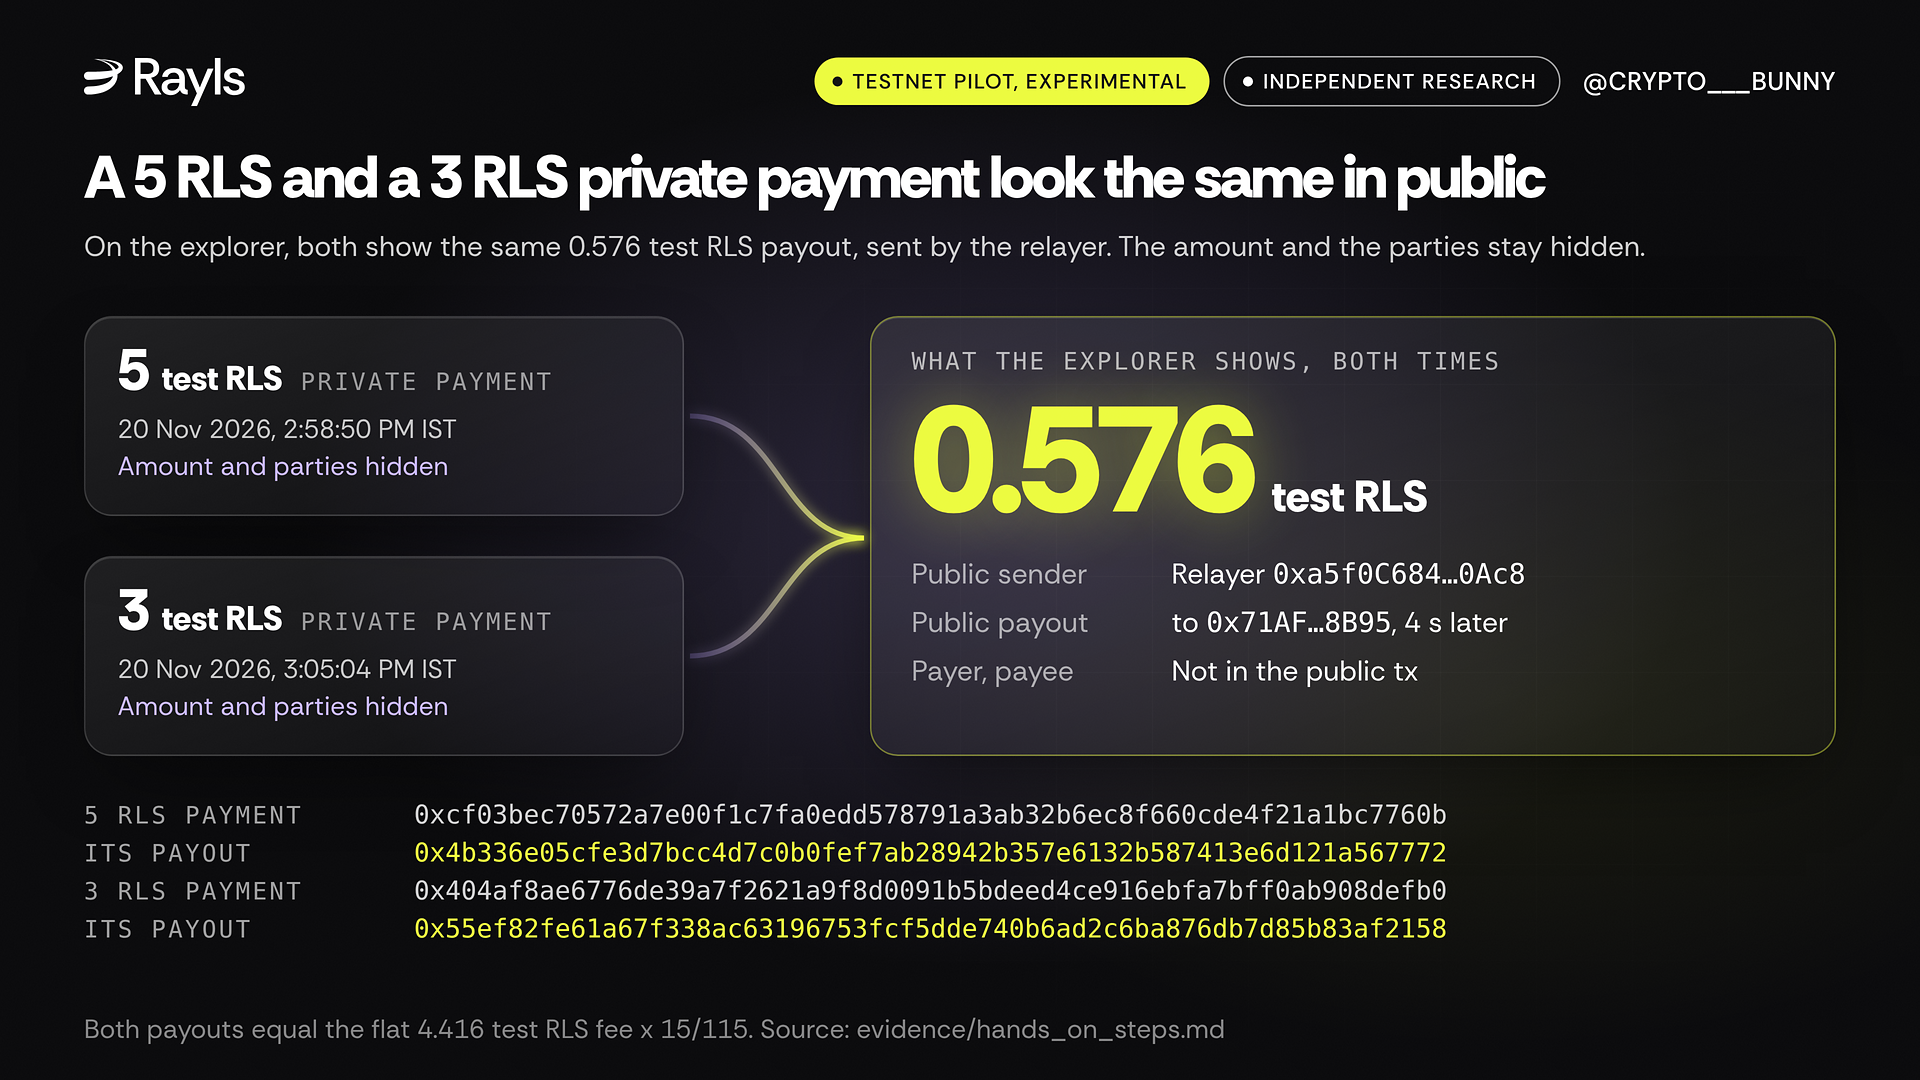 Rayls
TESTNET PILOT, EXPERIMENTAL
INDEPENDENT RESEARCH
@CRYPTO___BUNNY
A 5 RLS and a 3 RLS private payment look the same in public
On the explorer, both show the same 0.576 test RLS payout, sent by the relayer. The amount and the parties stay hidden.
5 test RLS PRIVATE PAYMENT
20 Nov 2026, 2:58:50 PM IST
Amount and parties hidden
3 test RLS PRIVATE PAYMENT
20 Nov 2026, 3:05:04 PM IST
Amount and parties hidden
WHAT THE EXPLORER SHOWS, BOTH TIMES
0.576 test RLS
Public sender Relayer 0xa5f0C684…0Ac8
Public payout to 0x71AF…8B95, 4 s later
Payer, payee Not in the public tx
5 RLS PAYMENT 0xcf03bec70572a7e00f1c7fa0edd578791a3ab32b6ec8f660cde4f21a1bc7760b
ITS PAYOUT 0x4b336e05cfe3d7bcc4d7c0b0fef7ab28942b357e6132b587413e6d121a567772
3 RLS PAYMENT 0x404af8ae6776de39a7f2621a9f8d0091b5bdeed4ce916ebfa7bff0ab908defb0
ITS PAYOUT 0x55ef82fe61a67f338ac63196753fcf5dde740b6ad2c6ba876db7d85b83af2158
Both payouts equal the flat 4.416 test RLS fee x 15/115. Source: evidence/hands_on_steps.md